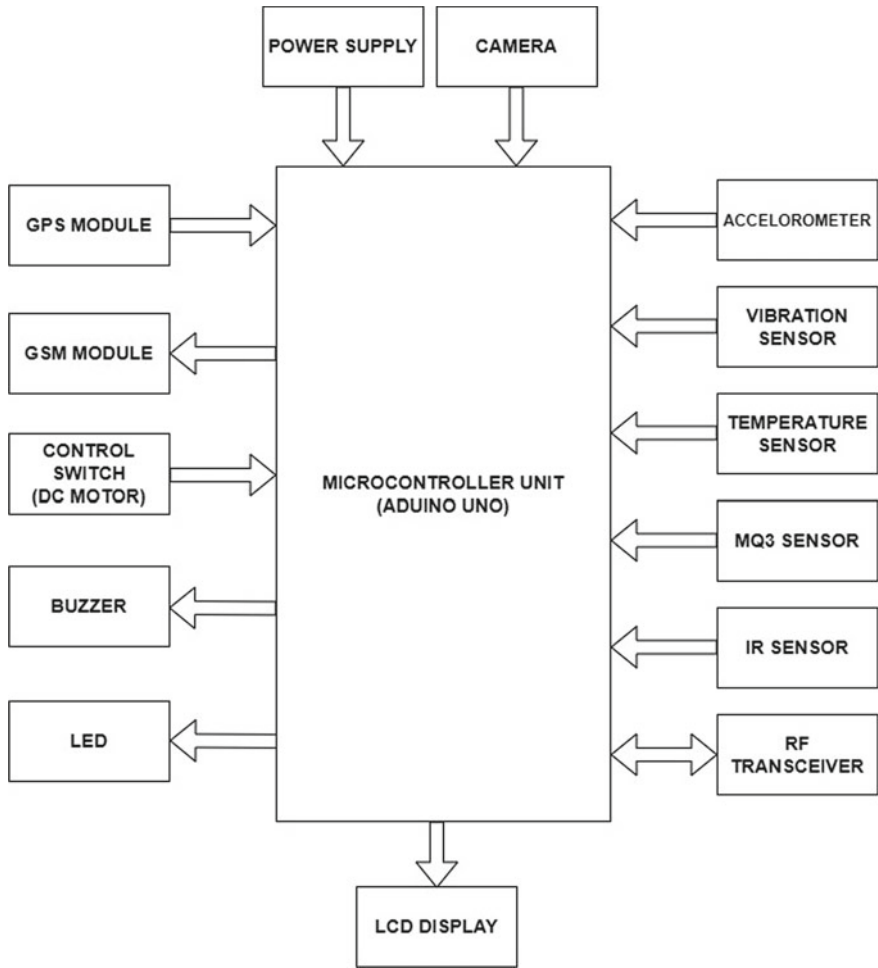 POWER SUPPLY
CAMERA
GPS MODULE
GSM MODULE
CONTROL
SWITCH
(DC MOTOR)
BUZZER
LED
MICROCONTROLLER UNIT
(ADUINO UNO)
ACCELOROMETER
VIBRATION
SENSOR
TEMPERATURE
SENSOR
MQ3 SENSOR
IR SENSOR
RF
TRANSCEIVER
LCD DISPLAY